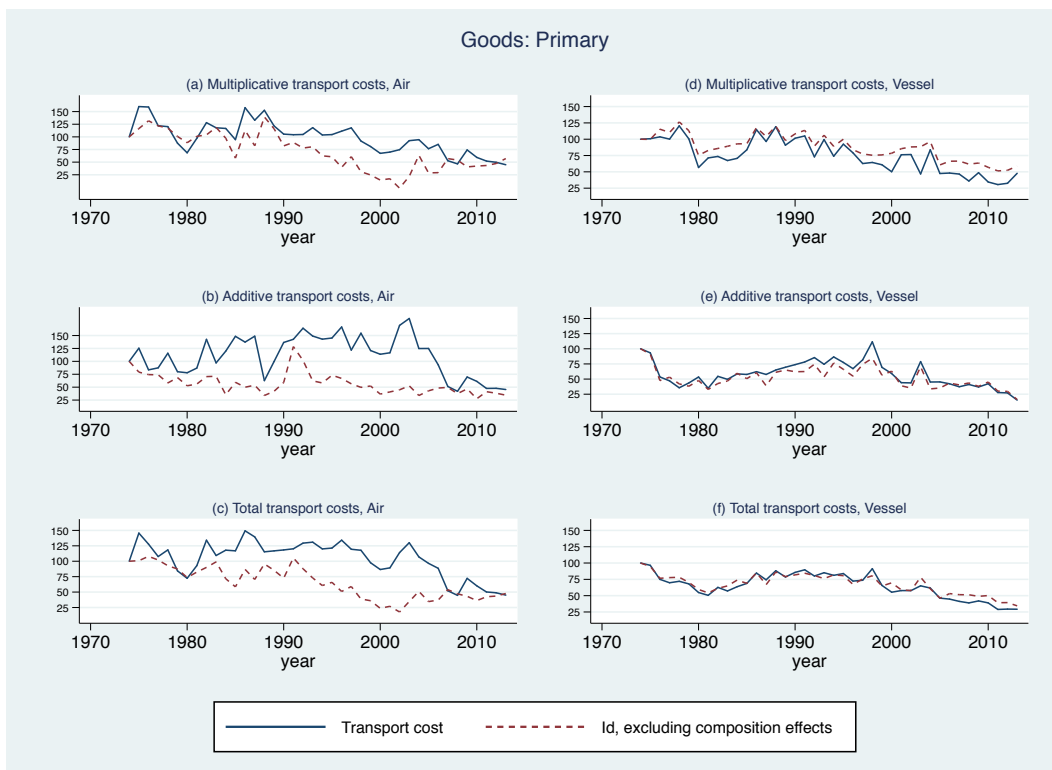 Goods: Primary
(a) Multiplicative transport costs, Air
150
125
100
75
50
25
1970 1980 1990 2000 2010
year
(d) Multiplicative transport costs, Vessel
150
125
100
75
50
25
1970 1980 1990 2000 2010
year
(b) Additive transport costs, Air
150
125
100
75
50
25
1970 1980 1990 2000 2010
year
(e) Additive transport costs, Vessel
150
125
100
75
50
25
1970 1980 1990 2000 2010
year
(c) Total transport costs, Air
150
125
100
75
50
25
1970 1980 1990 2000 2010
year
(f) Total transport costs, Vessel
150
125
100
75
50
25
1970 1980 1990 2000 2010
year
Transport cost Id, excluding composition effects